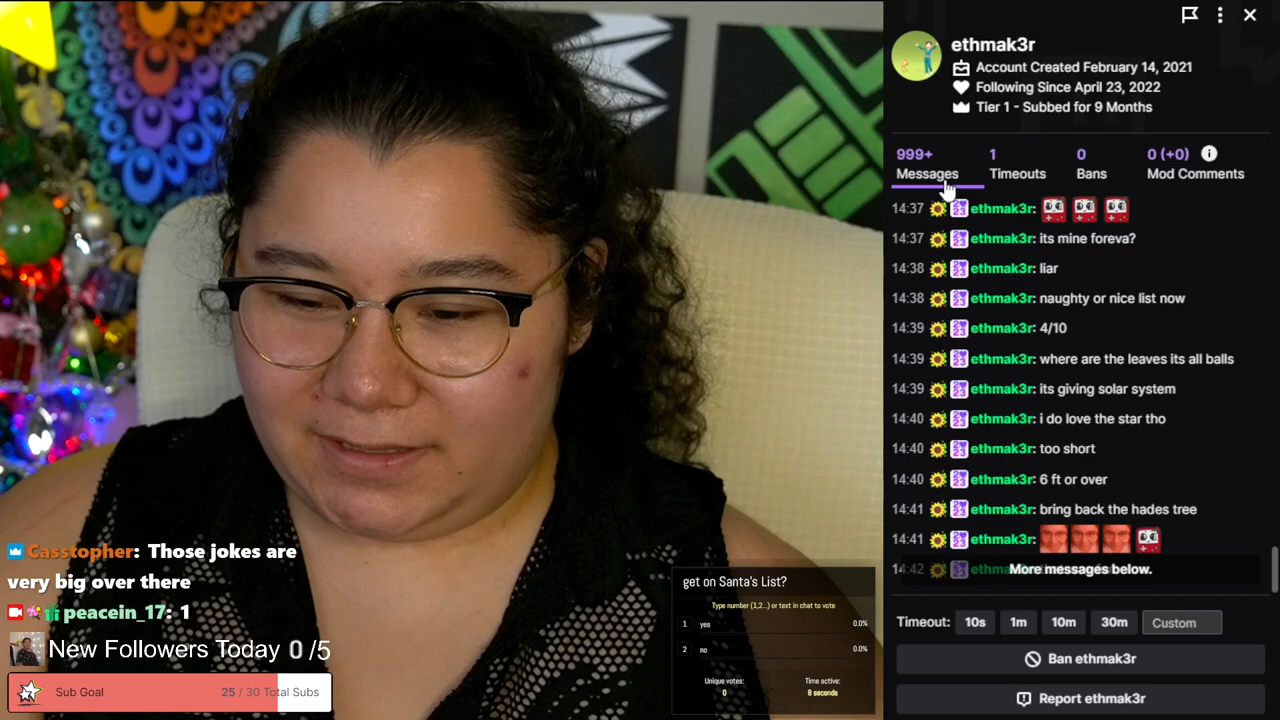 ethmak3r
Account Created February 14, 2021
Following Since April 23, 2022
Tier 1 - Subbed for 9 Months
999+ 1 0 0 (+0)
Messages Timeouts Bans Mod Comments
14:37 ethmak3r:
14:37 ethmak3r: its mine foreva?
14:38 ethmak3r: liar
14:38 ethmak3r: naughty or nice list now
14:39 ethmak3r: 4/10
14:39 ethmak3r: where are the leaves its all balls
14:39 ethmak3r: its giving solar system
14:40 ethmak3r: i do love the star tho
14:40 ethmak3r: too short
14:40 ethmak3r: 6 ft or over
14:41 ethmak3r: bring back the hades tree
14:41 ethmak3r:
More messages below.
Timeout: 10s 1m 10m 30m Custom
Ban ethmak3r
Report ethmak3r
Casstopher: Those jokes are
very big over there
peacein_17: 1
New Followers Today 0 /5
Sub Goal 25 / 30 Total Subs
get on Santa's List?
Type number (1,2...) or text in chat to vote
1 yes 0.0%
2 no 0.0%
Unique votes: Time active:
0 8 seconds